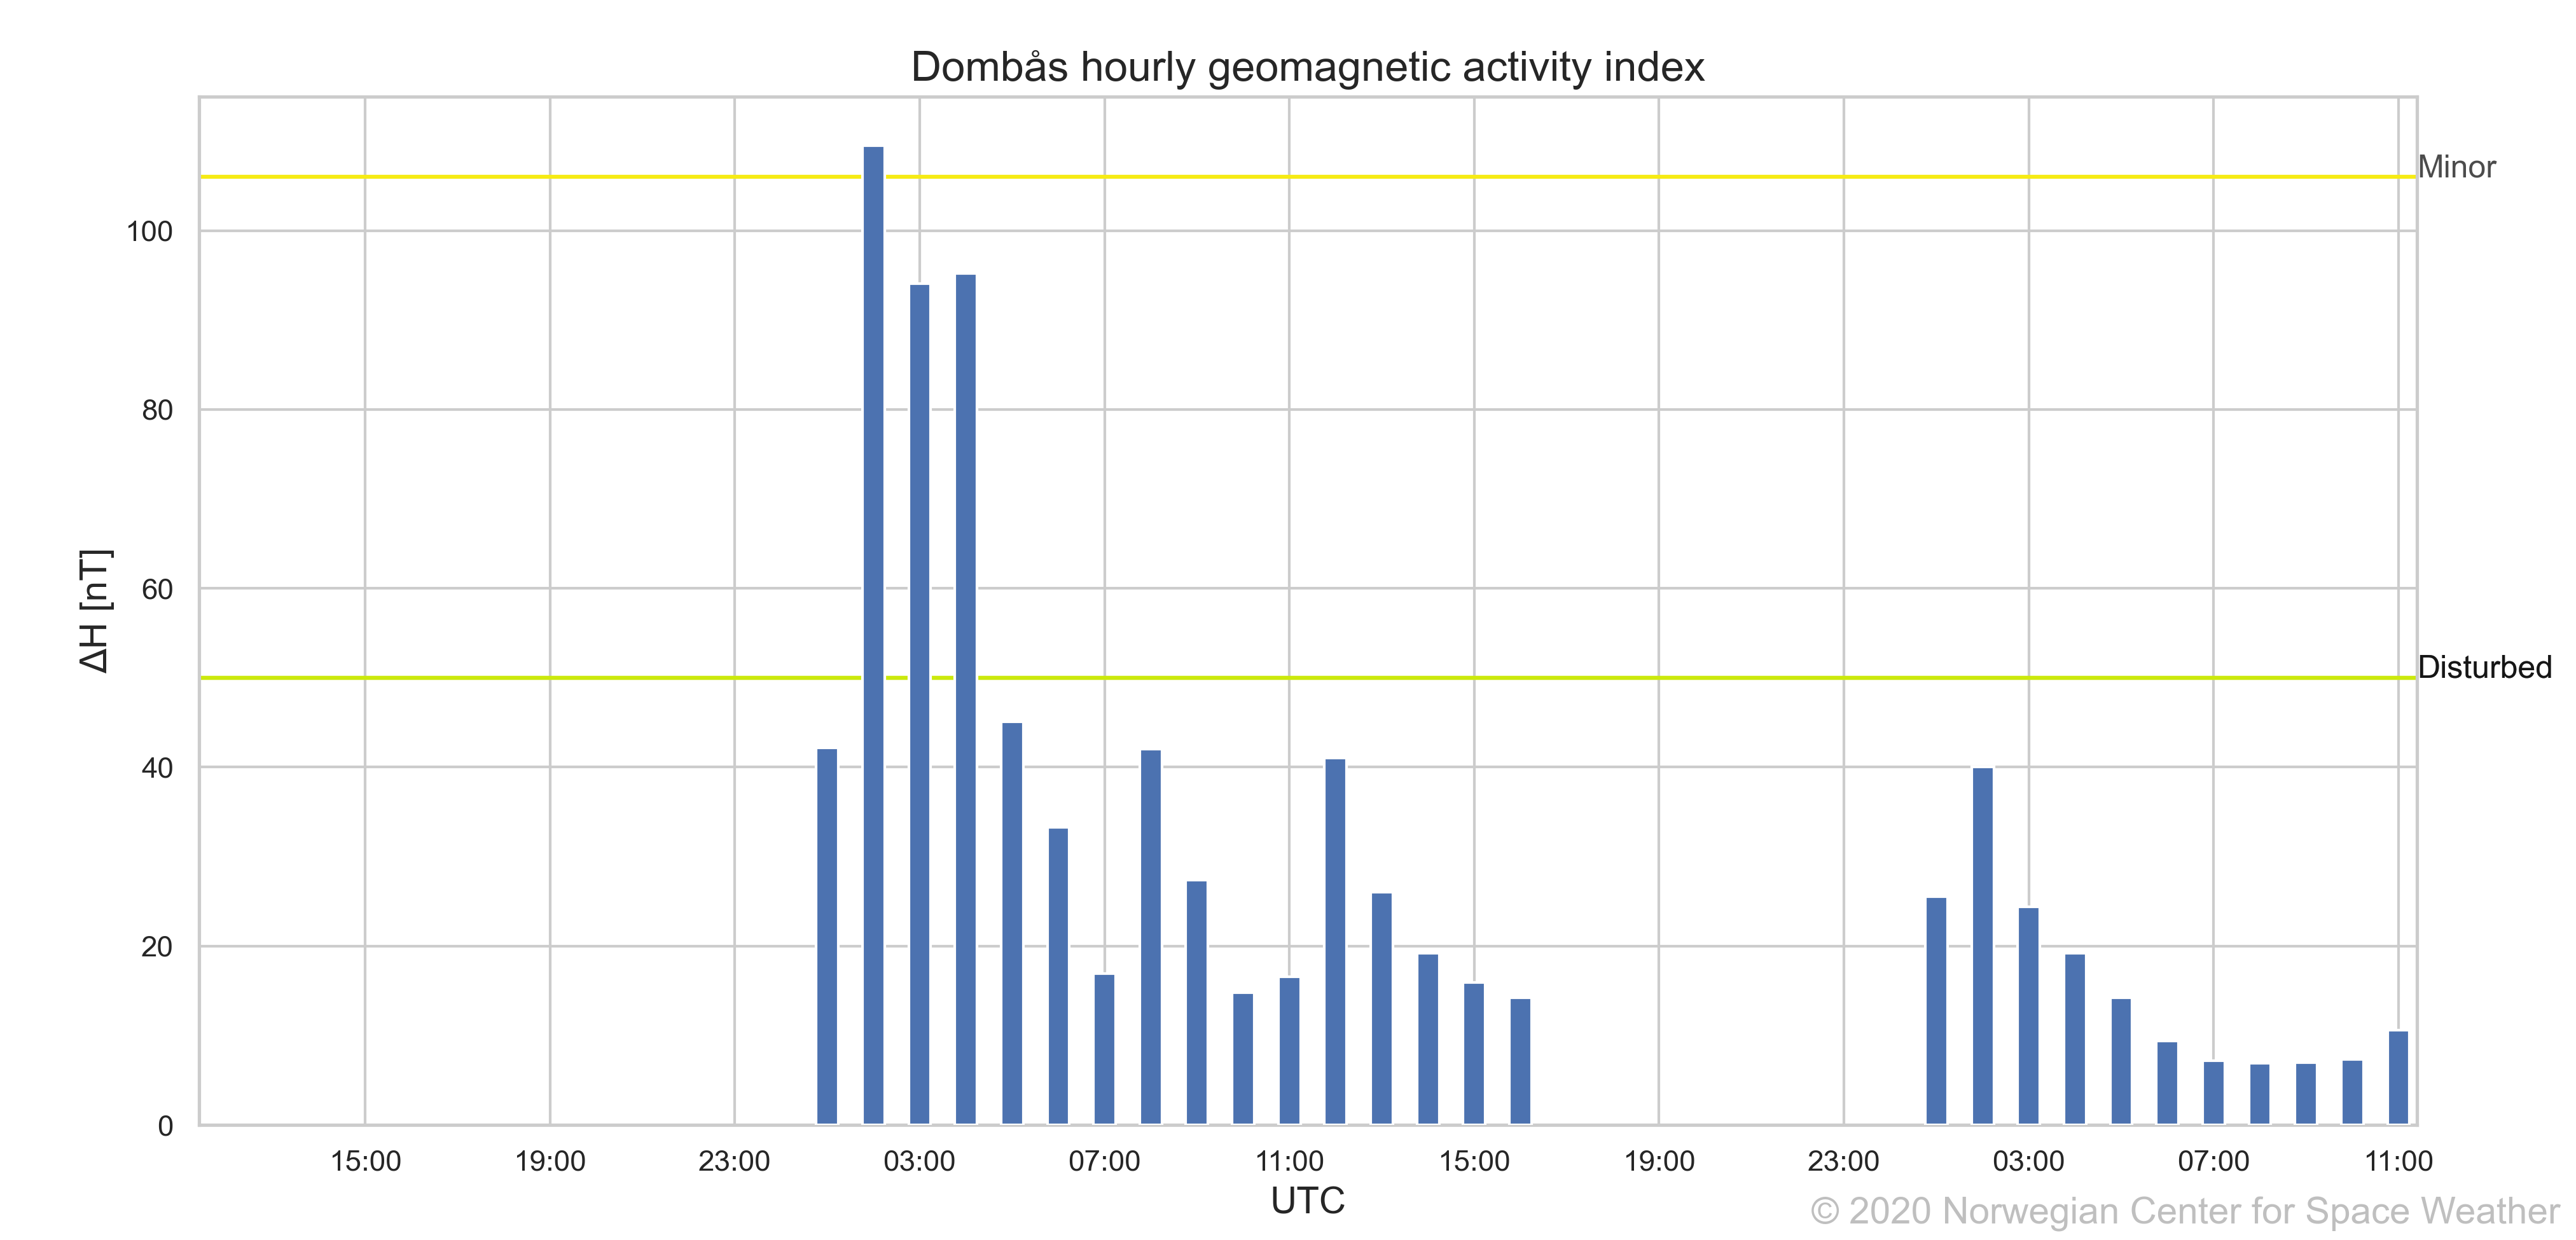 Dombås hourly geomagnetic activity index
Minor
100
80
ΔH [nT]
60
Disturbed
40
20
0
15:00 19:00 23:00 03:00 07:00 11:00 15:00 19:00 23:00 03:00 07:00 11:00
UTC
© 2020 Norwegian Center for Space Weather